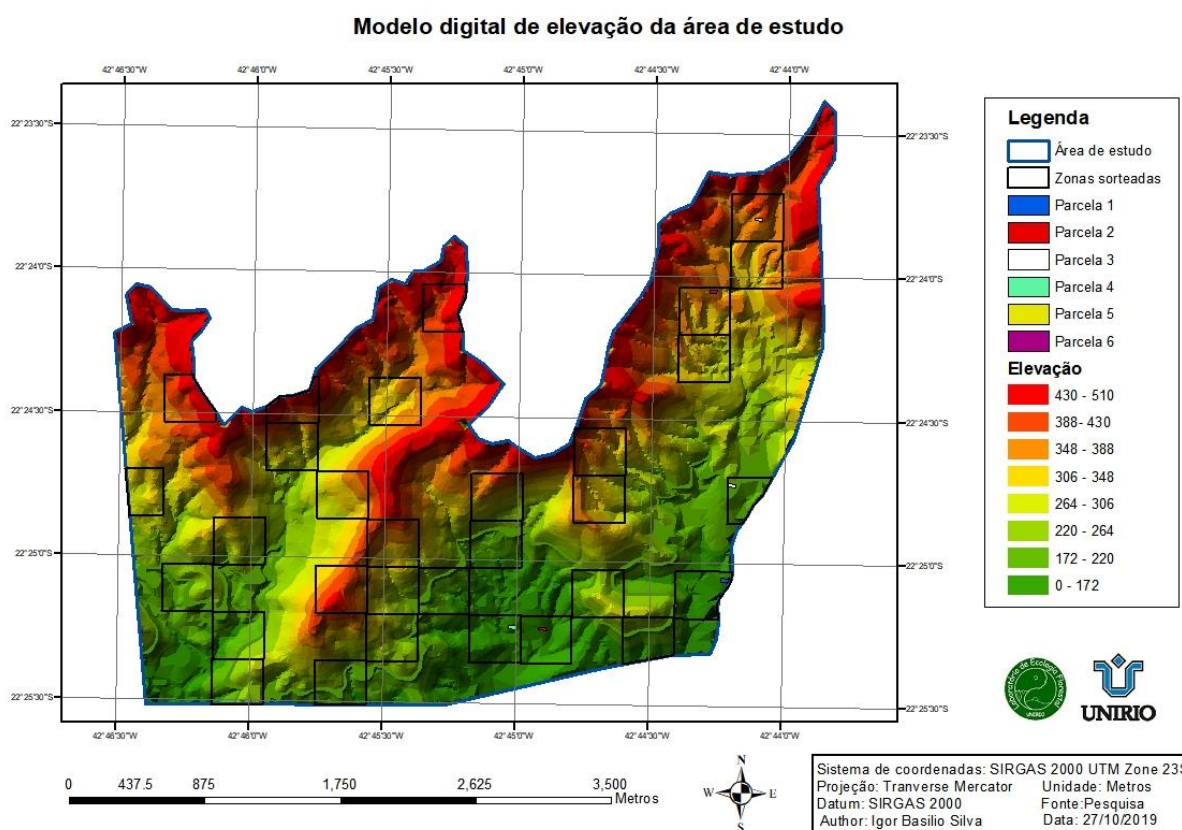 Modelo digital de elevação da área de estudo
42°46'30"W 42°46'0"W 42°45'30"W 42°45'0"W 42°44'30"W 42°44'0"W
22°23'30"S 22°23'30"S
22°24'0"S 22°24'0"S
22°24'30"S 22°24'30"S
22°25'0"S 22°25'0"S
22°25'30"S 22°25'30"S
42°46'30"W 42°46'0"W 42°45'30"W 42°45'0"W 42°44'30"W 42°44'0"W
Legenda
Área de estudo
Zonas sorteadas
Parcela 1
Parcela 2
Parcela 3
Parcela 4
Parcela 5
Parcela 6
Elevação
430 - 510
388- 430
348 - 388
306 - 348
264 - 306
220 - 264
172 - 220
0 - 172
Laboratório de Ecologia Florestal
UNIRIO
UNIRIO
0 437.5 875 1,750 2,625 3,500
Metros
N
W E
S
Sistema de coordenadas: SIRGAS 2000 UTM Zone 23S
Projeção: Tranverse Mercator Unidade: Metros
Datum: SIRGAS 2000 Fonte:Pesquisa
Author: Igor Basilio Silva Data: 27/10/2019